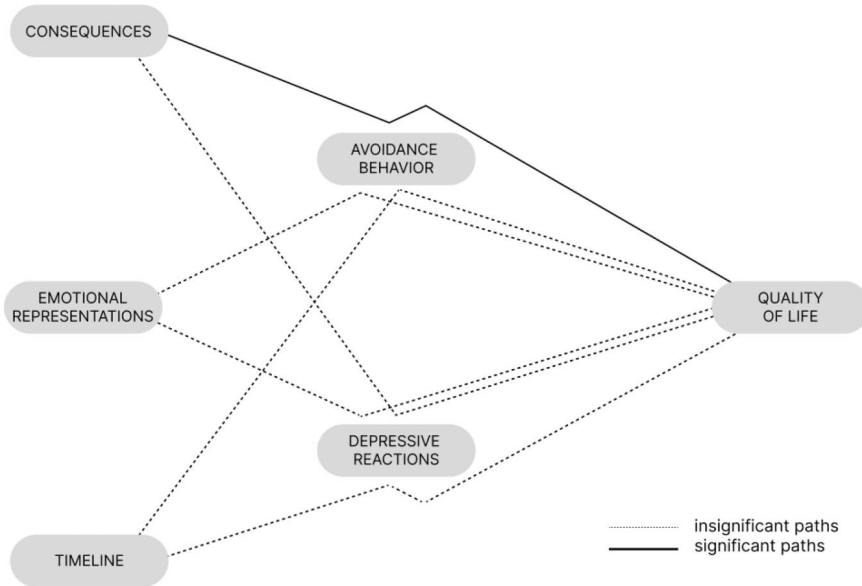 CONSEQUENCES
AVOIDANCE
BEHAVIOR
EMOTIONAL
REPRESENTATIONS
QUALITY
OF LIFE
DEPRESSIVE
REACTIONS
TIMELINE
insignificant paths
significant paths